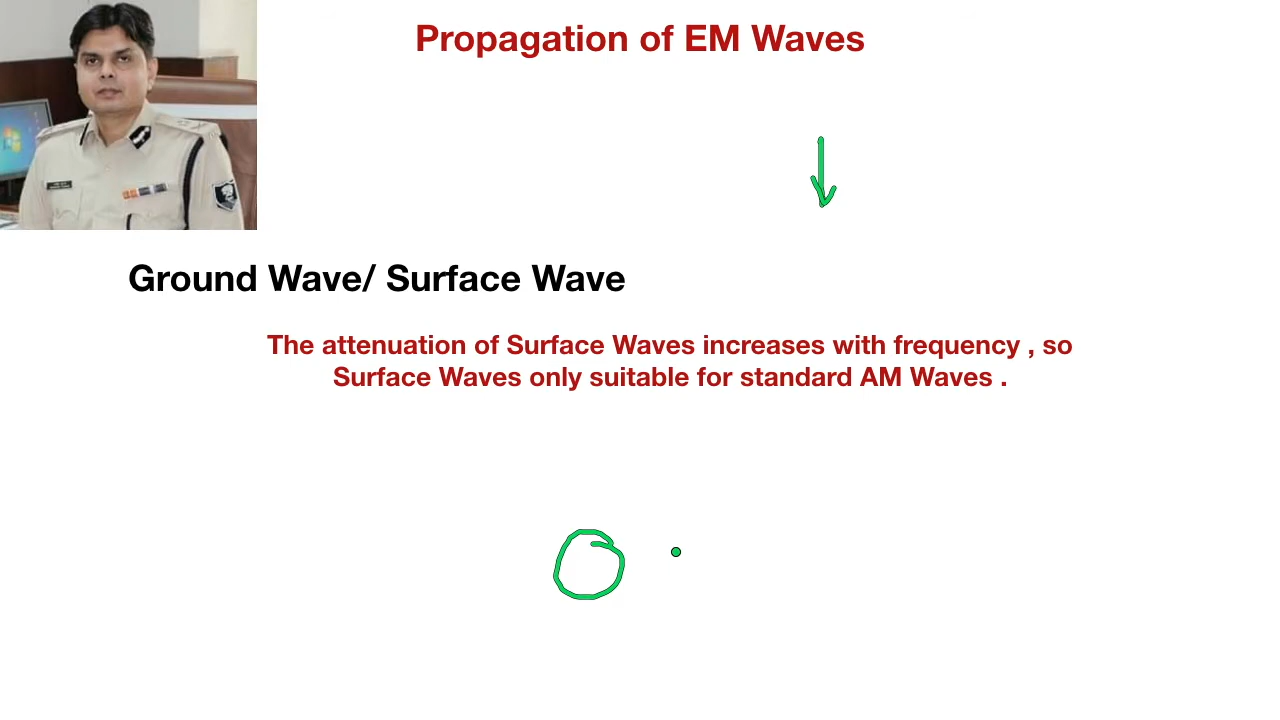 Propagation of EM Waves
Ground Wave/ Surface Wave
The attenuation of Surface Waves increases with frequency , so
Surface Waves only suitable for standard AM Waves .